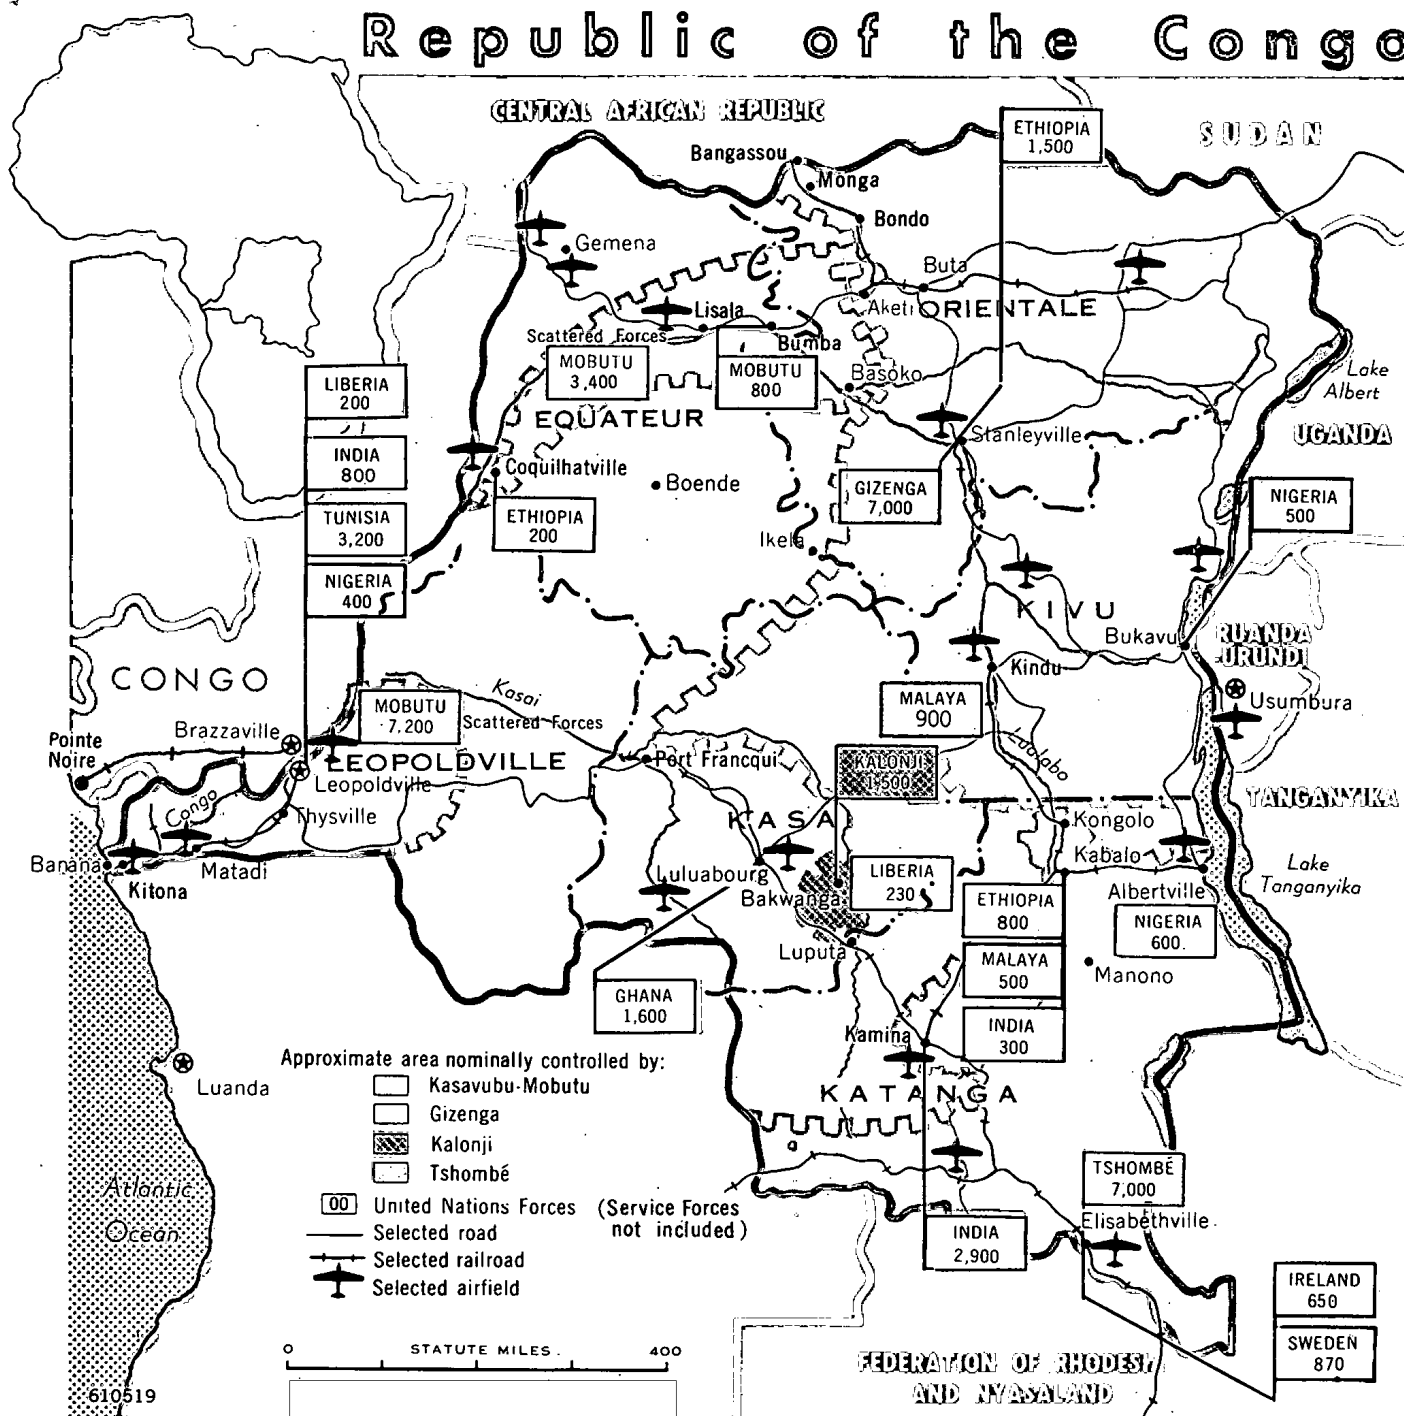 Republic of the Congo
CENTRAL AFRICAN REPUBLIC
SUDAN
ETHIOPIA
1,500
Bangassou
Monga
Bondo
Gemena
Buta
Aketi
ORIENTALE
Lisala
Scattered Forces
Bumba
MOBUTU
3,400
MOBUTU
800
Basoko
Lake
Albert
LIBERIA
200
EQUATEUR
UGANDA
INDIA
800
Stanleyville
Coquilhatville
Boende
GIZENGA
7,000
NIGERIA
500
TUNISIA
3,200
ETHIOPIA
200
Ikela
NIGERIA
400
KIVU
Bukavu
RUANDA
URUNDI
CONGO
Kasai
Kindu
MALAYA
900
Usumbura
MOBUTU
7,200
Scattered Forces
Brazzaville
Pointe
Noire
Lualaba
LEOPOLDVILLE
Port Francqui
KALONJI
1,500
Leopoldville
TANGANYIKA
Congo
Thysville
KASAI
Kongolo
Kabalo
Banana
Kitona
Matadi
Luluabourg
Bakwanga
LIBERIA
230
Lake
Tanganyika
Albertville
ETHIOPIA
800
NIGERIA
600
Luputa
MALAYA
500
Manono
GHANA
1,600
INDIA
300
Kamina
Luanda
KATANGA
Approximate area nominally controlled by:
Kasavubu-Mobutu
Gizenga
Kalonji
Tshombé
00 United Nations Forces (Service Forces
not included)
Selected road
Selected railroad
Selected airfield
Atlantic
Ocean
TSHOMBÉ
7,000
Elisabethville
INDIA
2,900
IRELAND
650
SWEDEN
870
0 STATUTE MILES 400
FEDERATION OF RHODESIA
AND NYASALAND
610519